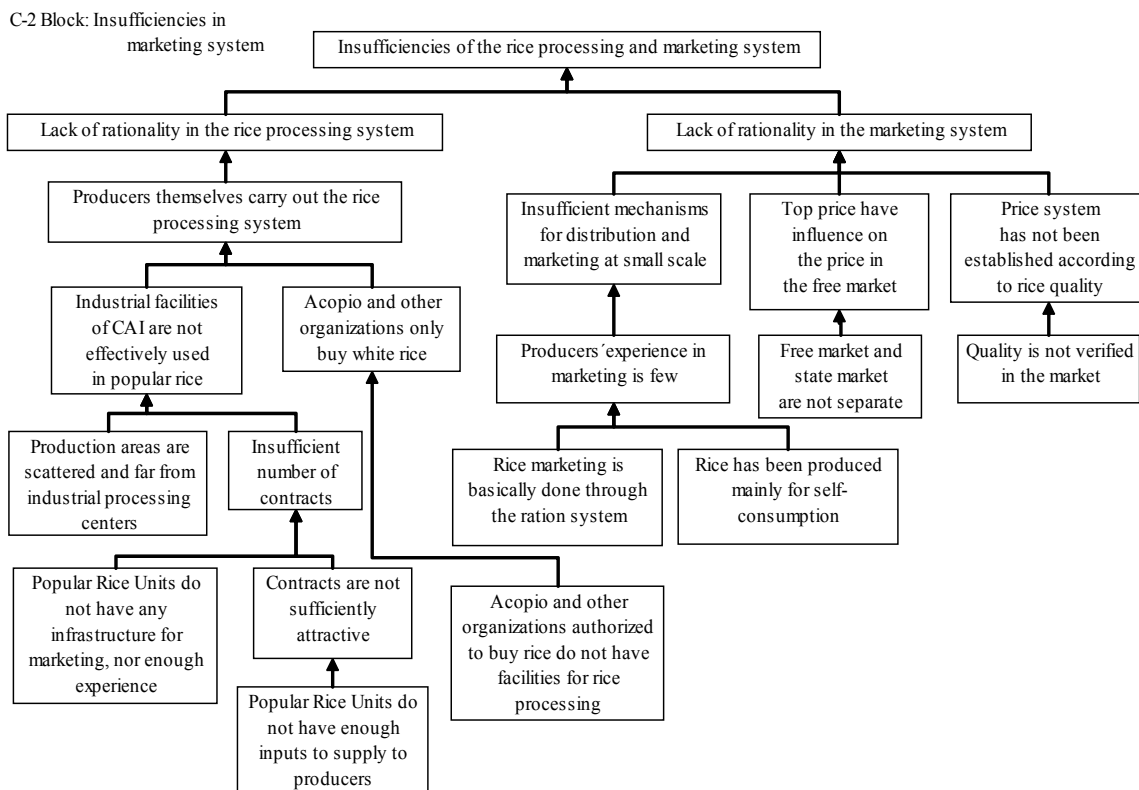 C-2 Block: Insufficiencies in
marketing system
Insufficiencies of the rice processing and marketing system
Lack of rationality in the rice processing system
Lack of rationality in the marketing system
Producers themselves carry out the rice
processing system
Insufficient mechanisms
for distribution and
marketing at small scale
Top price have
influence on
the price in
the free market
Price system
has not been
established according
to rice quality
Industrial facilities
of CAI are not
effectively used
in popular rice
Acopio and other
organizations only
buy white rice
Producers´experience in
marketing is few
Free market and
state market
are not separate
Quality is not verified
in the market
Production areas are
scattered and far from
industrial processing
centers
Insufficient
number of
contracts
Rice marketing is
basically done through
the ration system
Rice has been produced
mainly for self-
consumption
Popular Rice Units do
not have any
infrastructure for
marketing, nor enough
experience
Contracts are not
sufficiently
attractive
Acopio and other
organizations authorized
to buy rice do not have
facilities for rice
processing
Popular Rice Units do
not have enough
inputs to supply to
producers